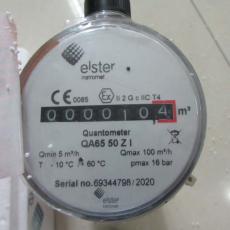 elster
instromet
CE 0085 Ex II 2 G c IIC T4
0000104 m³
Quantometer
QA65 50 Z I
Qmin 5 m³/h Qmax 100 m³/h
T -10 °C / 60 °C pmax 16 bar
Serial no. 69344798 / 2020